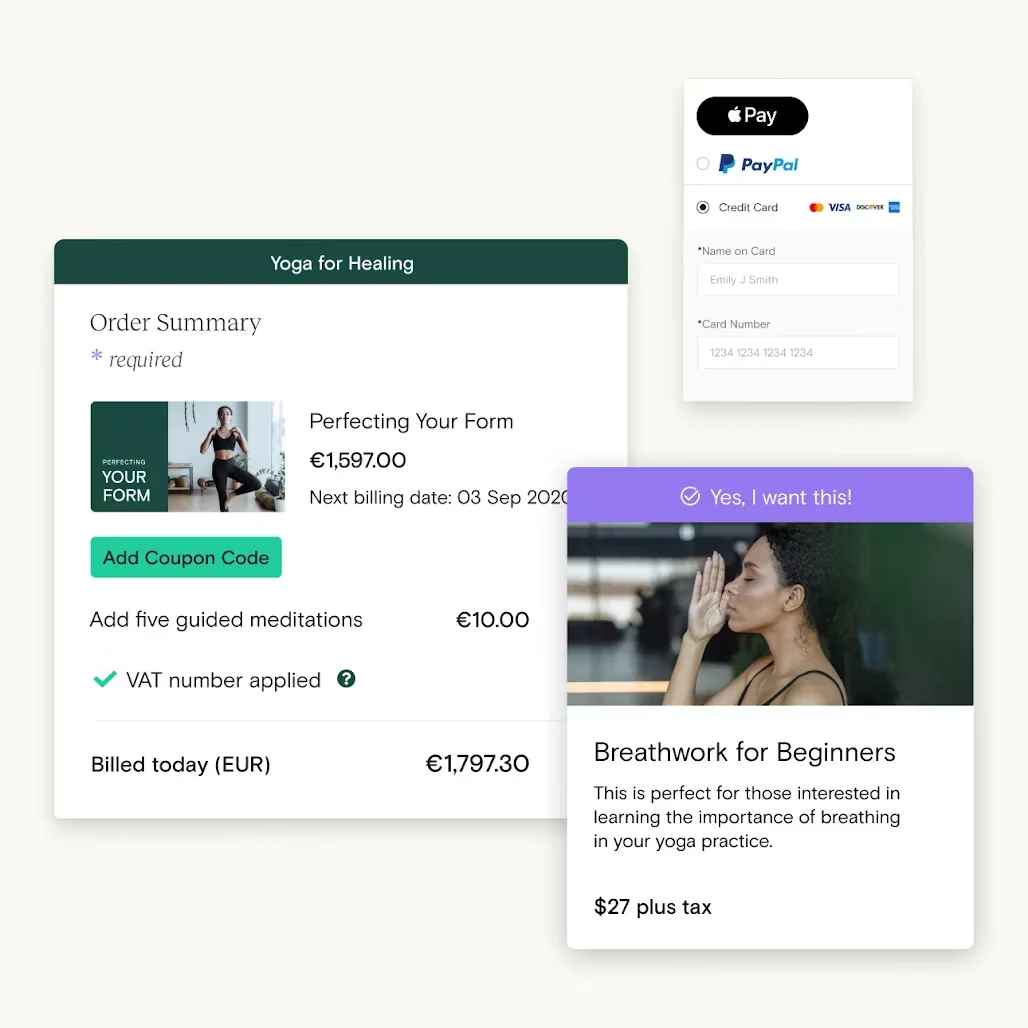 Pay
PayPal
Credit Card
VISA
DISCOVER
*Name on Card
Emily J Smith
*Card Number
1234 1234 1234 1234
Yoga for Healing
Order Summary
* required
PERFECTING
YOUR
FORM
Perfecting Your Form
€1,597.00
Next billing date: 03 Sep 2020
Add Coupon Code
Add five guided meditations €10.00
VAT number applied ?
Billed today (EUR) €1,797.30
Yes, I want this!
Breathwork for Beginners
This is perfect for those interested in
learning the importance of breathing
in your yoga practice.
$27 plus tax